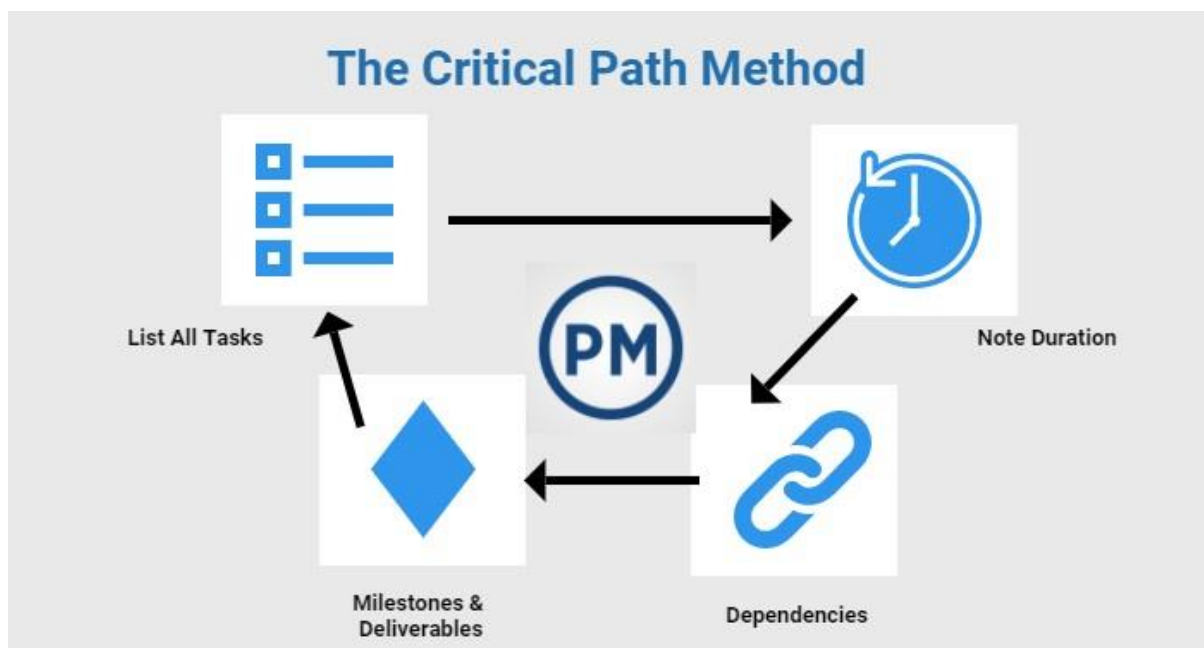 The Critical Path Method
List All Tasks
Note Duration
PM
Milestones &
Deliverables
Dependencies